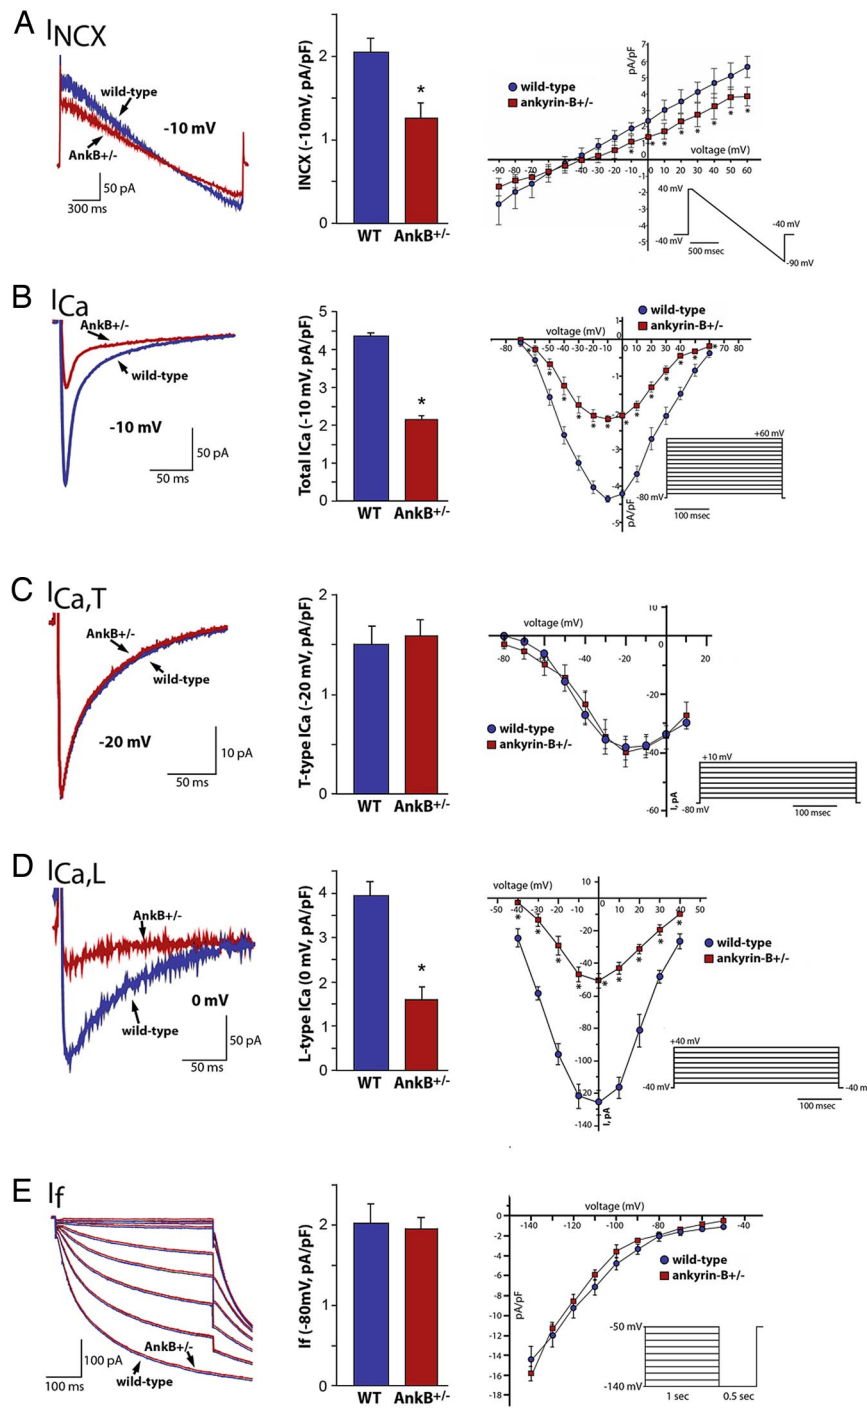 A
INCX
wild-type
AnkB+/-
-10 mV
50 pA
300 ms
INCX (-10mV, pA/pF)
2
1
0
*
WT AnkB+/-
wild-type
ankyrin-B+/-
pA/pF
7
6
5
4
3
2
1
voltage (mV)
-90 -80 -70 -60 -50 -40 -30 -20 -10 0 10 20 30 40 50 60
-1
-2
-3
-4
-5
* * * * * * * *
40 mV
-40 mV
-40 mV
-90 mV
500 msec
B
ICa
AnkB+/-
wild-type
-10 mV
50 pA
50 ms
Total ICa (-10 mV, pA/pF)
5
4
3
2
1
0
*
WT AnkB+/-
wild-type
ankyrin-B+/-
voltage (mV)
1
-70 -50 -30 -10 10 20 30 40 50 60 70 80
-1
-2
-4
-5
pA/pF
+60 mV
-80 mV
100 msec
C
ICa,T
AnkB+/-
wild-type
-20 mV
10 pA
50 ms
T-type ICa (-20 mV, pA/pF)
2
1
0
WT AnkB+/-
voltage (mV)
10
-80 -60 -20 0 20
-20
-40
-60
I, pA
wild-type
ankyrin-B+/-
+10 mV
-80 mV
100 msec
D
ICa,L
AnkB+/-
wild-type
0 mV
50 pA
50 ms
L-type ICa (0 mV, pA/pF)
4
3
2
1
0
*
WT AnkB+/-
voltage (mV)
10
-50 -40 -30 -20 -10 0 10 20 30 40 50
-20
-40
-60
-80
-100
-120
-140
I, pA
wild-type
ankyrin-B+/-
+40 mV
-40 mV
-40 m
100 msec
E
If
AnkB+/-
wild-type
100 pA
100 ms
If (-80mV, pA/pF)
2
1
0
WT AnkB+/-
voltage (mV)
-140 -120 -100 -80 -60 -40
0
-2
-4
-6
-8
-10
-12
-14
-16
-18
pA/pF
wild-type
ankyrin-B+/-
-50 mV
-140 mV
1 sec 0.5 sec